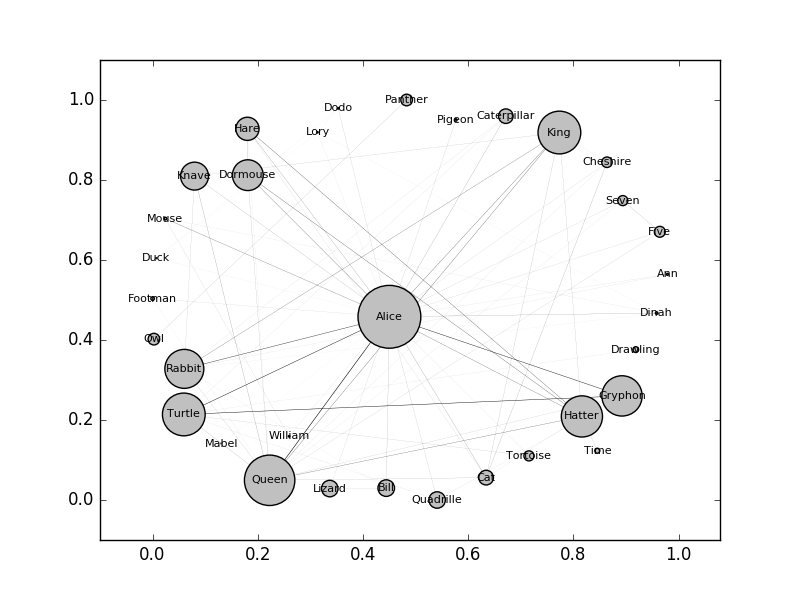 1.0
0.8
0.6
0.4
0.2
0.0
0.0
0.2
0.4
0.6
0.8
1.0
Panther
Dodo
Caterpillar
Pigeon
Lory
Hare
King
Cheshire
Knave
Dormouse
Seven
Mouse
Five
Duck
Ann
Footman
Dinah
Owl
Alice
Drawling
Rabbit
Gryphon
Turtle
Hatter
Mabel
William
Time
Tortoise
Queen
Lizard
Bill
Cat
Quadrille